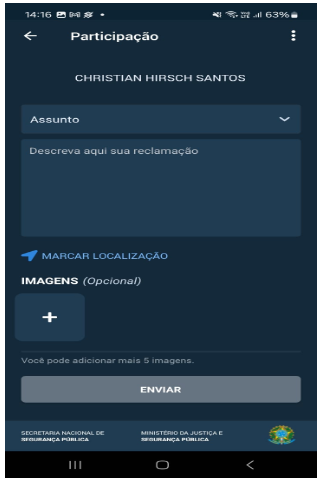 14:16 63%
Participação
CHRISTIAN HIRSCH SANTOS
Assunto
Descreva aqui sua reclamação
MARCAR LOCALIZAÇÃO
IMAGENS (Opcional)
+
Você pode adicionar mais 5 imagens.
ENVIAR
SECRETARIA NACIONAL DE MINISTÉRIO DA JUSTIÇA E
SEGURANÇA PÚBLICA SEGURANÇA PÚBLICA